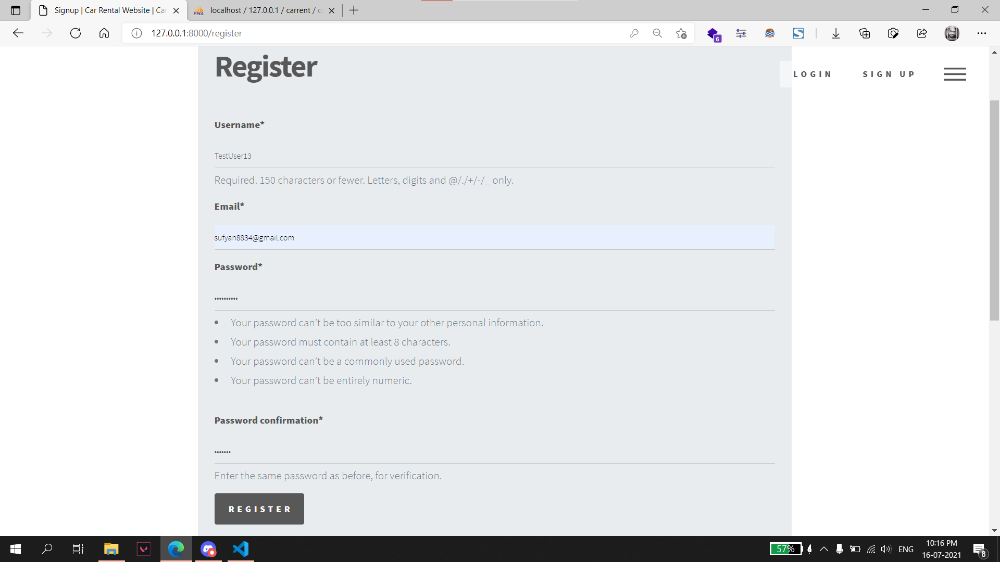 Signup | Car Rental Website | Car
localhost / 127.0.0.1 / carrent / c
127.0.0.1:8000/register
6
Register
LOGIN
SIGN UP
Username*
TestUser13
Required. 150 characters or fewer. Letters, digits and @/./+/-/_ only.
Email*
sufyan8834@gmail.com
Password*
••••••••••
• Your password can’t be too similar to your other personal information.
• Your password must contain at least 8 characters.
• Your password can’t be a commonly used password.
• Your password can’t be entirely numeric.
Password confirmation*
•••••••
Enter the same password as before, for verification.
REGISTER
57%
ENG
10:16 PM
16-07-2021
8